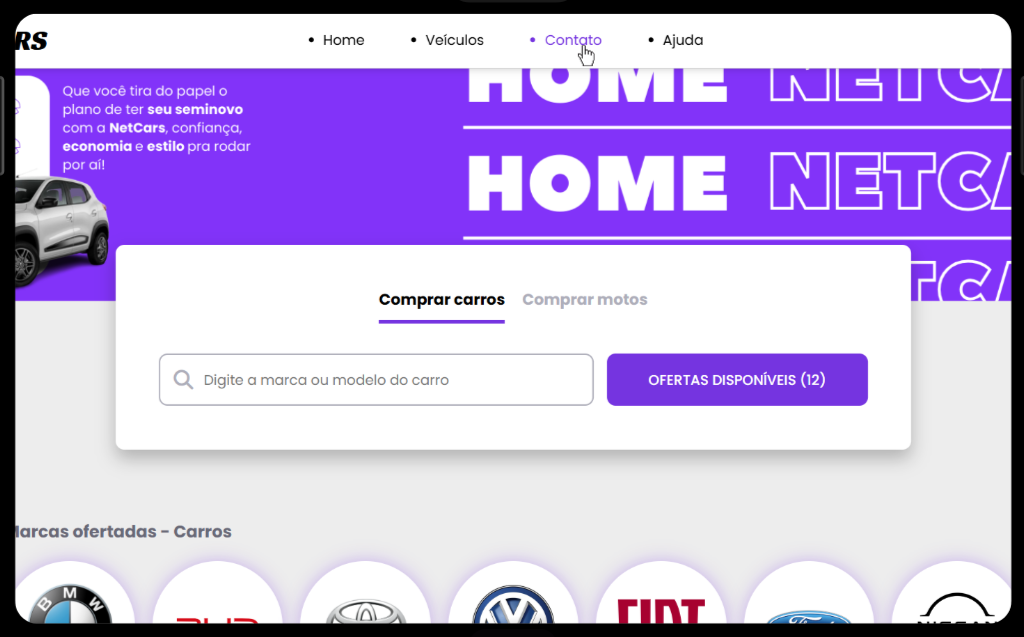 RS
Home
Veículos
Contato
Ajuda
Que você tira do papel o
plano de ter seu seminovo
com a NetCars, confiança,
economia e estilo pra rodar
por aí!
HOME NETCA
HOME NETCA
NETCA
Comprar carros
Comprar motos
Digite a marca ou modelo do carro
OFERTAS DISPONÍVEIS (12)
Marcas ofertadas - Carros
BMW
FIAT
Ford
NISSAN